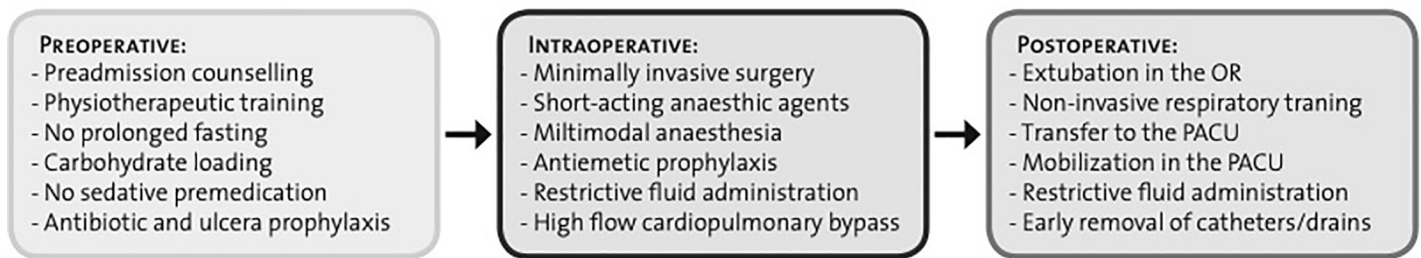 PREOPERATIVE:
- Preadmission counselling
- Physiotherapeutic training
- No prolonged fasting
- Carbohydrate loading
- No sedative premedication
- Antibiotic and ulcera prophylaxis
INTRAOPERATIVE:
- Minimally invasive surgery
- Short-acting anaesthic agents
- Miltimodal anaesthesia
- Antiemetic prophylaxis
- Restrictive fluid administration
- High flow cardiopulmonary bypass
POSTOPERATIVE:
- Extubation in the OR
- Non-invasive respiratory traning
- Transfer to the PACU
- Mobilization in the PACU
- Restrictive fluid administration
- Early removal of catheters/drains